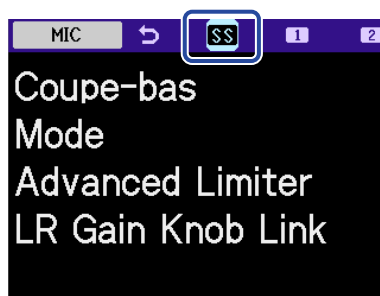 MIC SS 1 2
Coupe-bas
Mode
Advanced Limiter
LR Gain Knob Link